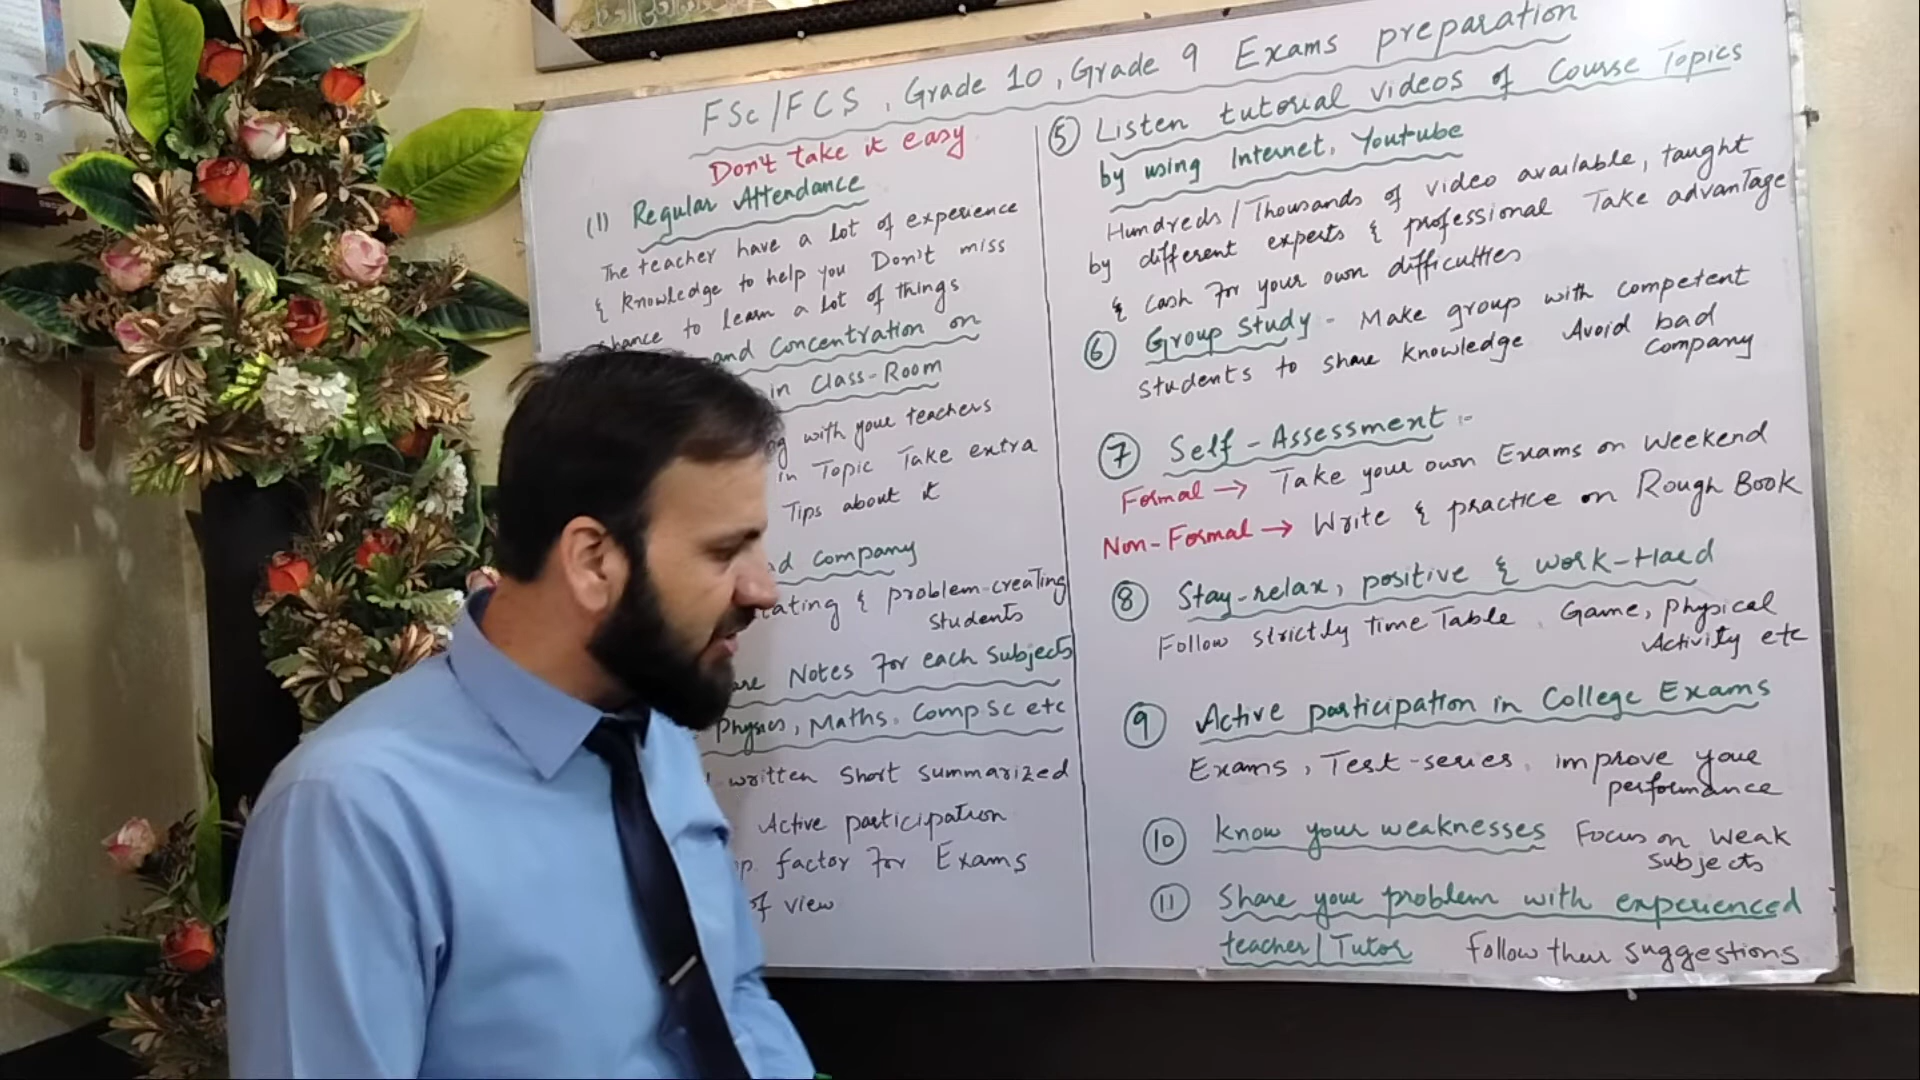 FSc/FCS, Grade 10, Grade 9 Exams preparation
Don't take it easy
(1) Regular Attendance
The teacher have a lot of experience
& knowledge to help you Don't miss
chance to learn a lot of things
and Concentration on
in Class-Room
with your teachers
in Topic Take extra
Tips about it
company
& problem-creating
students
Notes for each subjects
Physics, Maths, Comp Sc etc
written short summarized
Active participation
factor for Exams
of view
5 Listen tutorial videos of Course Topics
by using Internet, Youtube
Hundreds/Thousands of video available, taught
by different experts & professional Take advantage
& cash for your own difficulties
6 Group Study - Make group with competent
students to share knowledge Avoid bad
company
7 Self-Assessment :-
Formal → Take your own Exams on weekend
Non-Formal → Write & practice on Rough Book
8 Stay-relax, positive & work-Hard
Follow strictly time Table, Game, physical
Activity etc
9 Active participation in College Exams
Exams, Test-series, improve your
performance
10 Know your weaknesses Focus on weak
subjects
11 Share your problem with experienced
teacher/Tutor Follow their suggestions